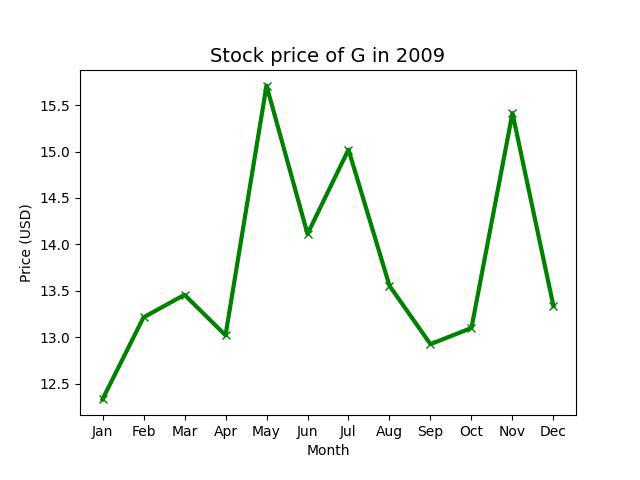 Stock price of G in 2009
Price (USD)
15.5
15.0
14.5
14.0
13.5
13.0
12.5
Jan Feb Mar Apr May Jun Jul Aug Sep Oct Nov Dec
Month